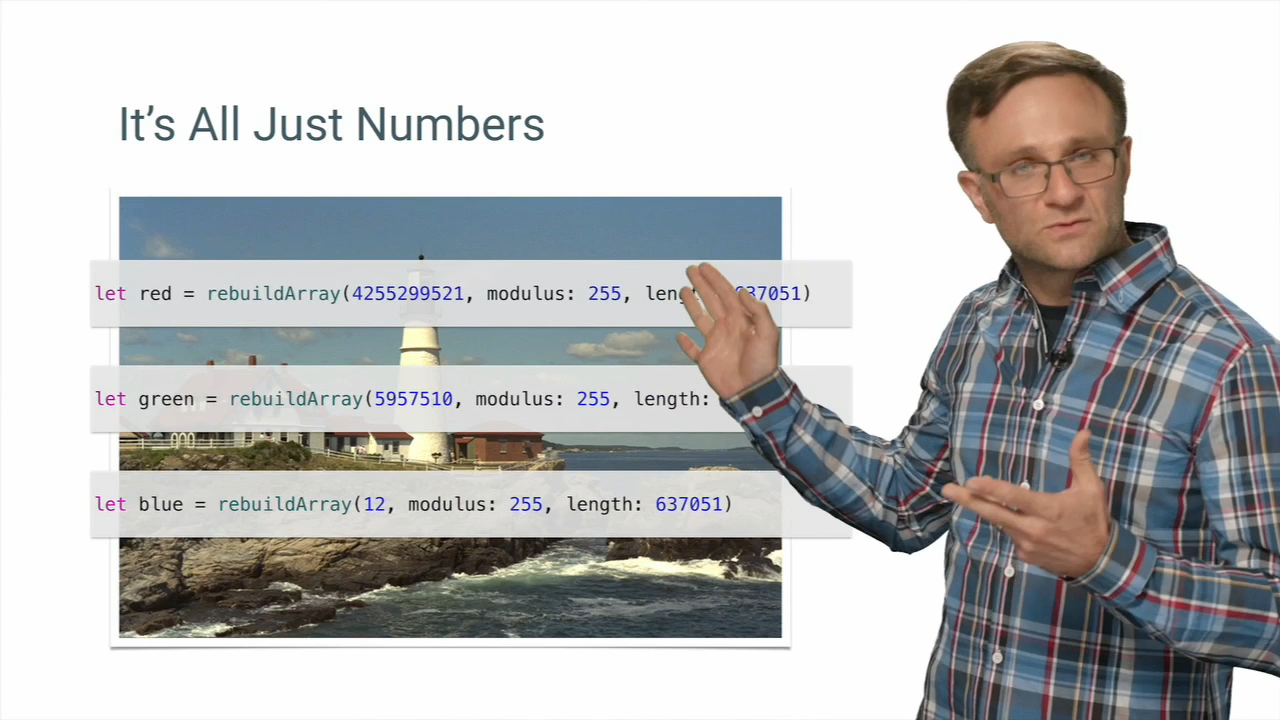 It's All Just Numbers
let red = rebuildArray(4255299521, modulus: 255, 637051)
let green = rebuildArray(5957510, modulus: 255, length:
let blue = rebuildArray(12, modulus: 255, length: 637051)